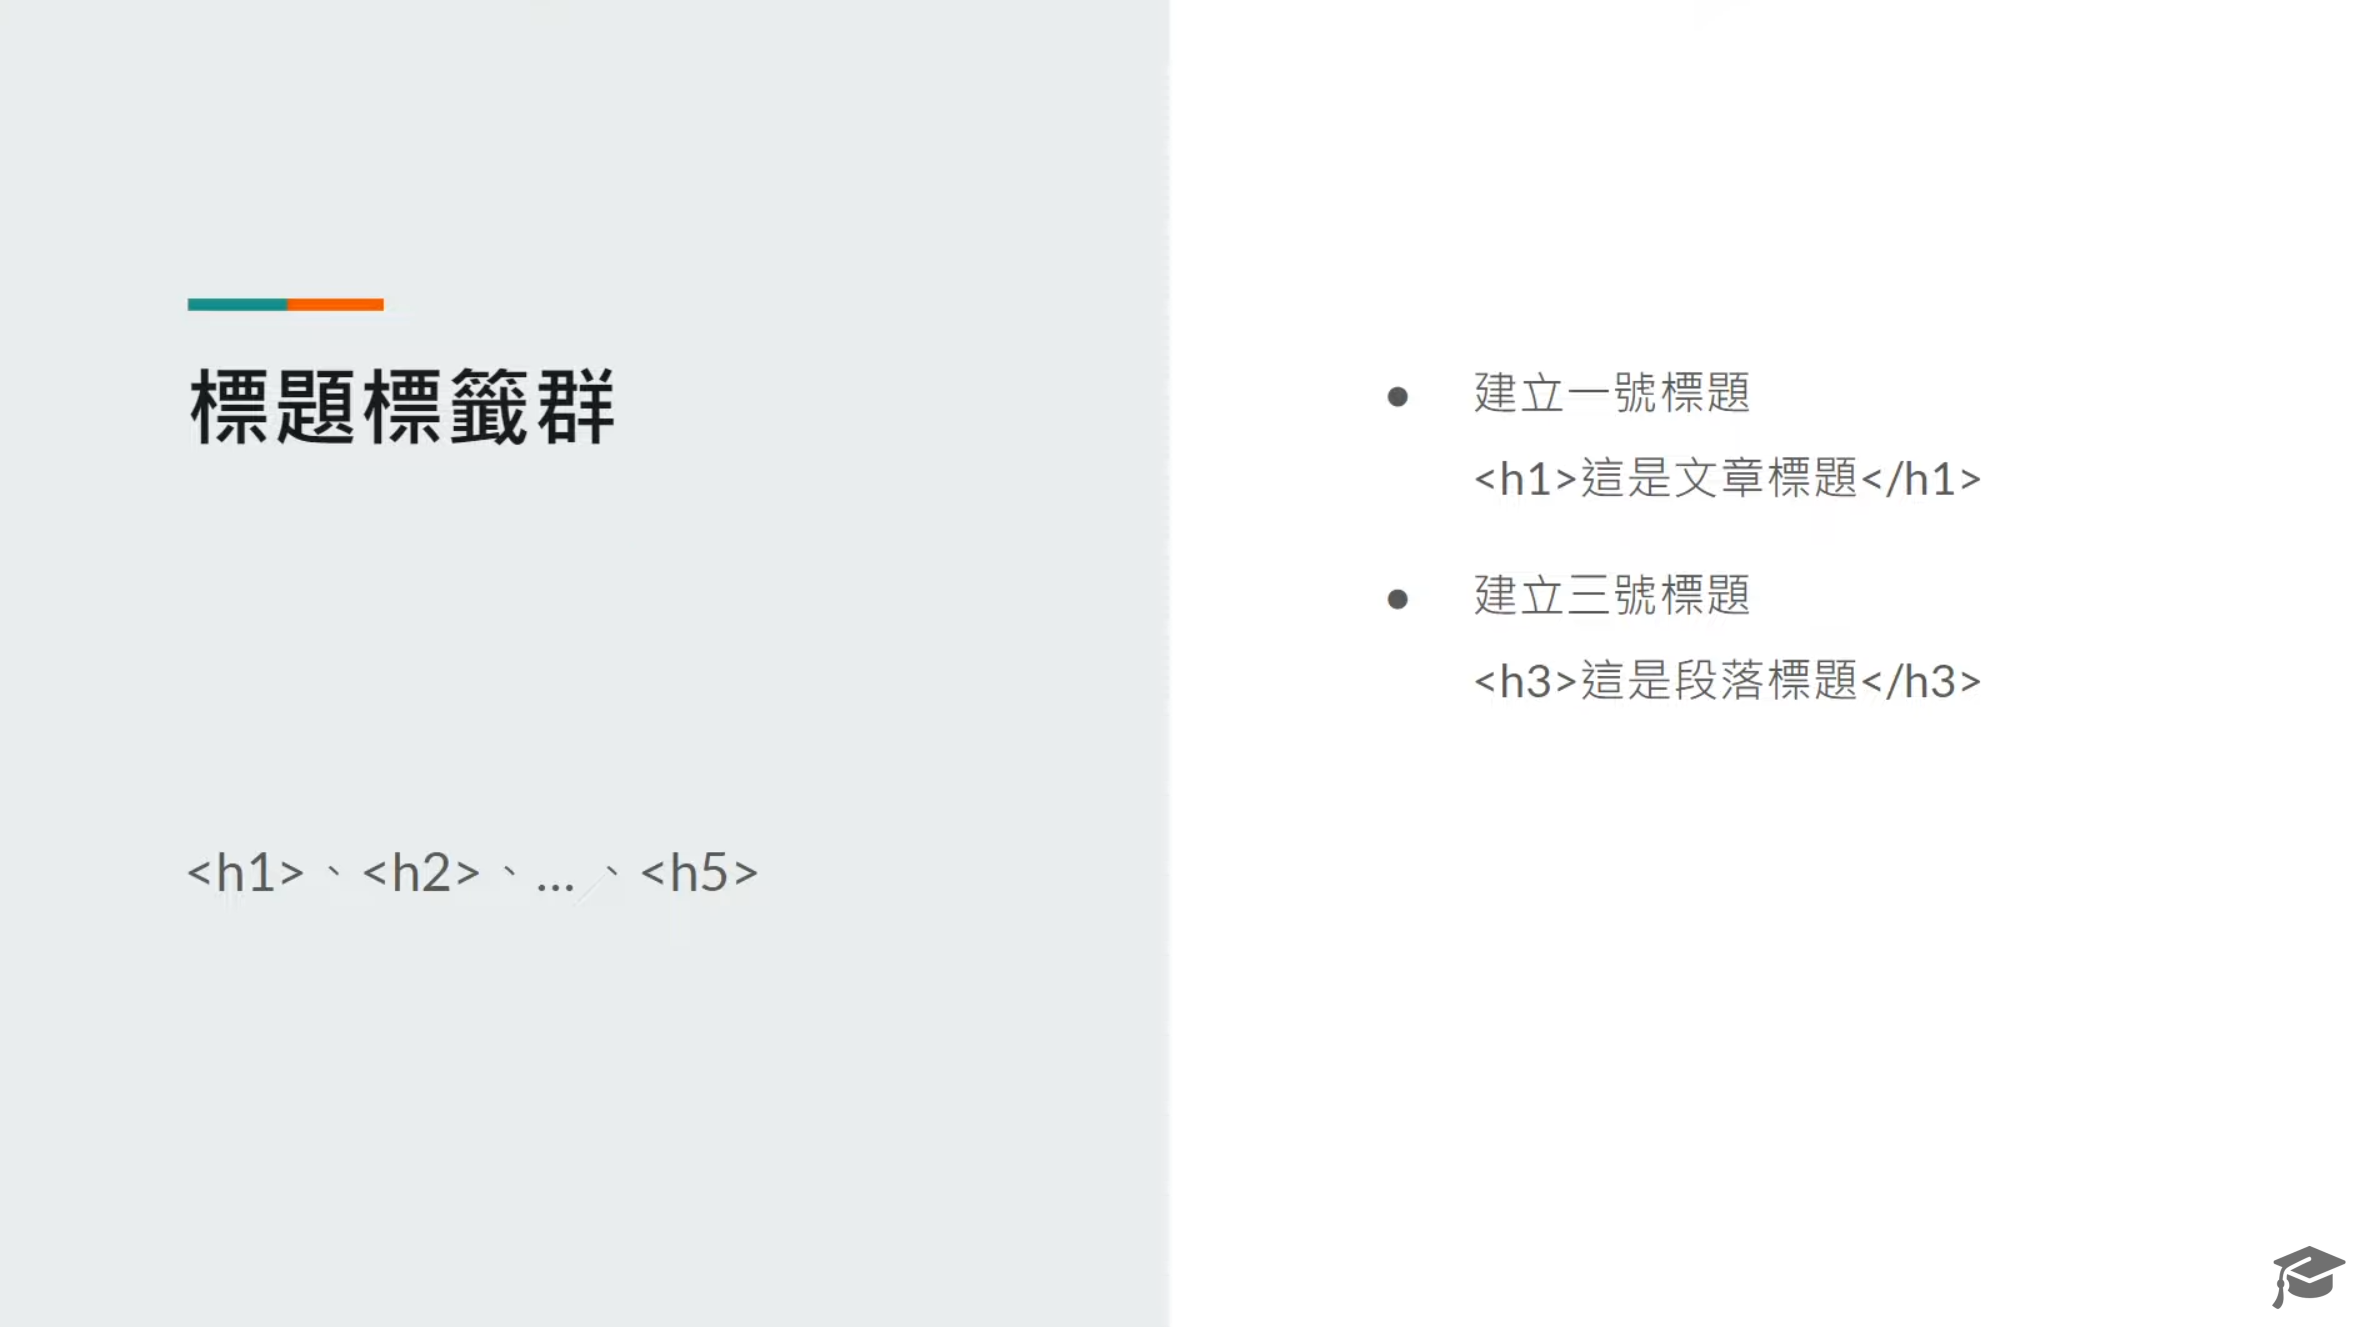 標題標籤群
<h1>、<h2>、...、<h5>
建立一號標題
<h1>這是文章標題</h1>
建立三號標題
<h3>這是段落標題</h3>